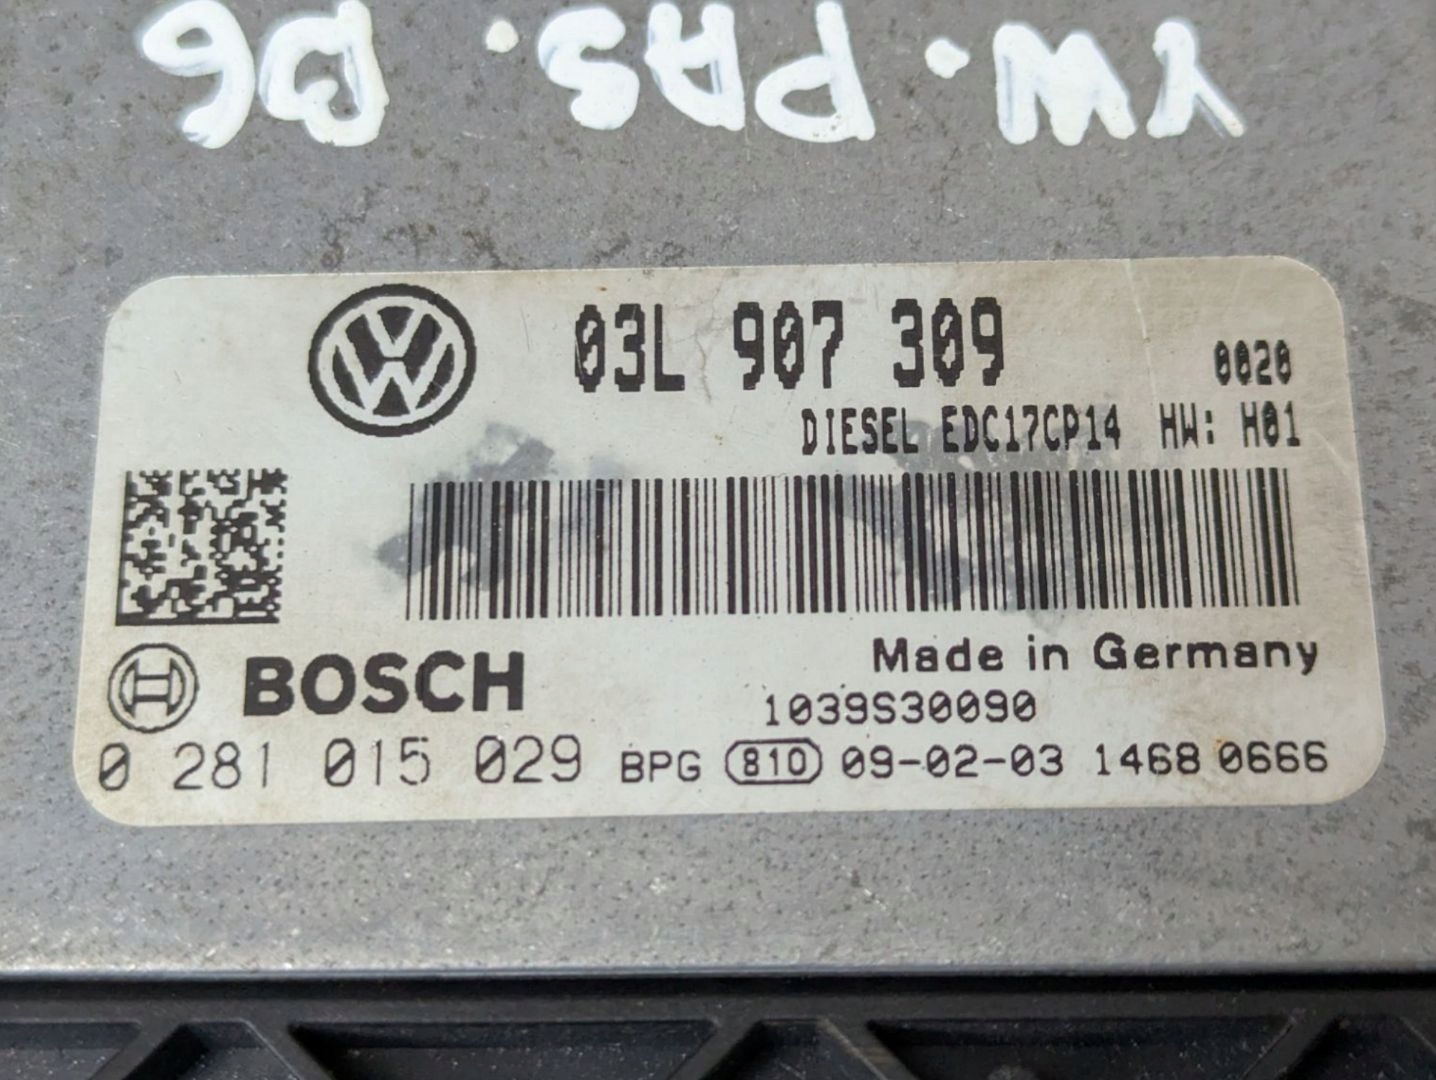 VW. PAS. B6
03L 907 309
0020
DIESEL EDC17CP14 HW: H01
BOSCH
Made in Germany
1039S30090
0 281 015 029 BPG 810 09-02-03 1468 0666